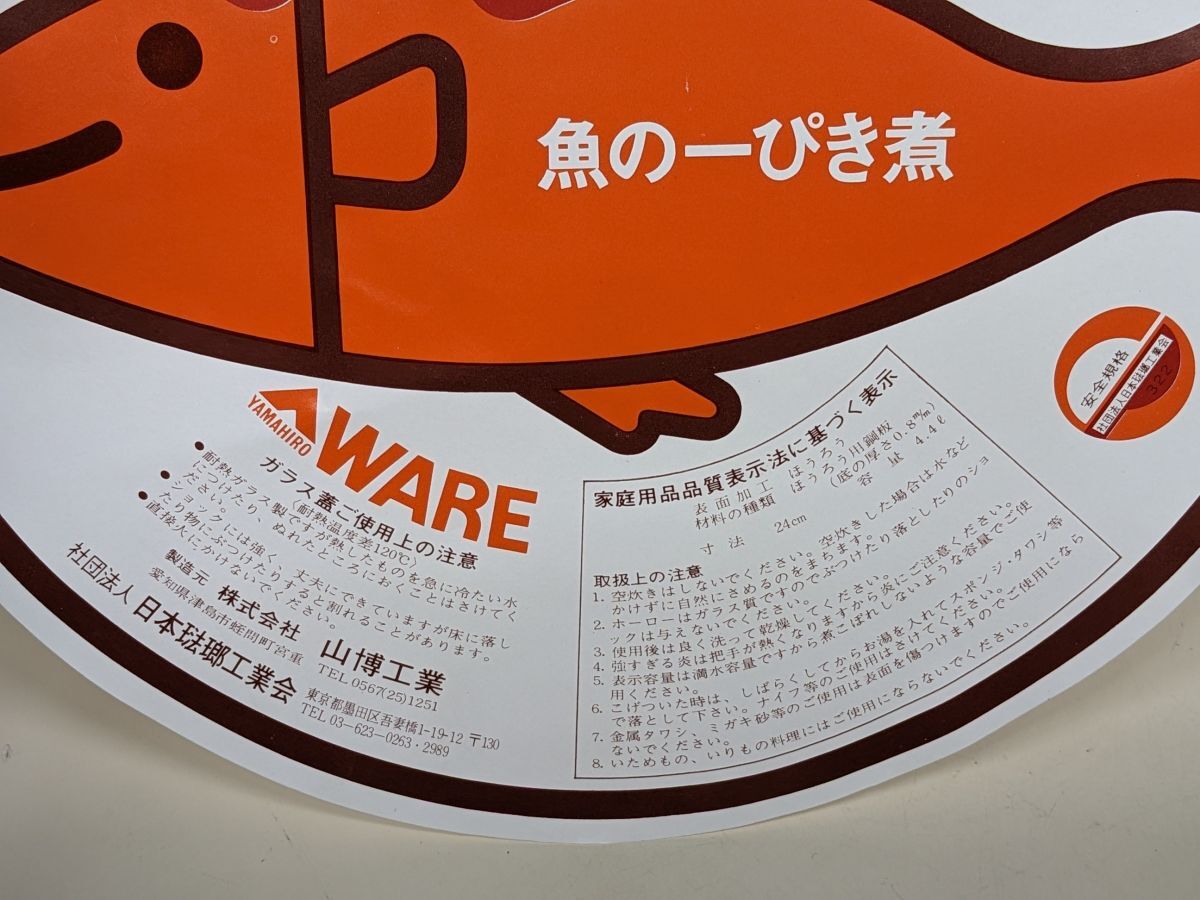 魚の一ぴき煮
YAMAHIRO
WARE
ガラス蓋ご使用上の注意
(耐熱温度差120℃)
●耐熱ガラス製ですが熱したものを急に冷たい水
につけたり、ぬれたところにおくことはさけてく
ださい。
●ショックには強く、丈夫にできていますが床に落し
たり物にぶつけたりすると割れることがあります。
●直接火にかけないでください。
製造元 株式会社 山博工業
愛知県津島市蛭間町宮重 TEL 0567(25)1251
社団法人 日本琺瑯工業会
東京都墨田区吾妻橋1-19-12 〒130
TEL 03-623-0263・2989
家庭用品品質表示法に基づく表示
表面加工 ほうろう
材料の種類 ほうろう用鋼板
(底の厚さ0.8m/m)
寸法 24cm 容量 4.4ℓ
取扱上の注意
1. 空炊きはしないでください。空炊きした場合は水など
かけずに自然にさめるのをまちます。
2. ホーローはガラス質ですのでぶつけたり落としたりのショ
ックは与えないでください。
3. 使用後は良く洗って乾燥してください。
4. 強すぎる炎は把手が熱くなりますから炎にご注意ください。
5. 表示容量は満水容量ですから煮こぼれしないような容量でご使
用ください。
6. こげついた時は、しばらくしてからお湯を入れてスポンジ・タワシ等
で落として下さい。ナイフ等のご使用はさけてください。
7. 金属タワシ、ミガキ砂等のご使用は表面を傷つけますのでご使用になら
ないでください。
8. いためもの、いりもの料理にはご使用にならないでください。
安全規格
社団法人日本琺瑯工業会
322